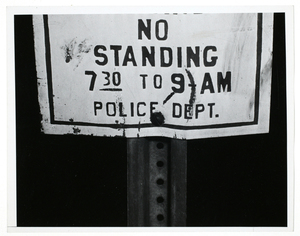 NO
STANDING
7 30 TO 9 AM
POLICE DEPT.